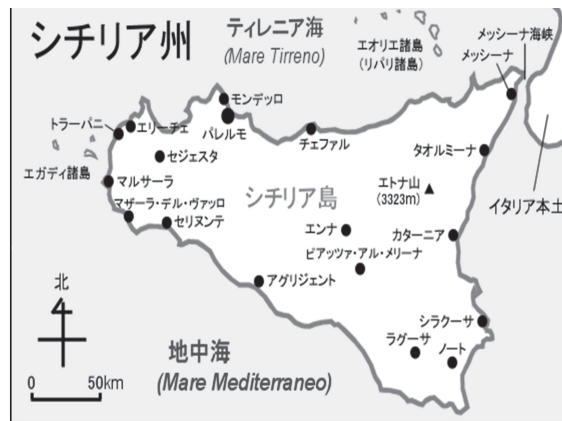 シチリア州
ティレニア海
(Mare Tirreno)
エオリエ諸島
(リパリ諸島)
メッシーナ海峡
メッシーナ
モンデッロ
トラーパニ
エリーチェ
パレルモ
チェファル
セジェスタ
タオルミーナ
エガディ諸島
マルサーラ
エトナ山
(3323m)
シチリア島
イタリア本土
マザーラ・デル・ヴァッロ
セリヌンテ
エンナ
カターニア
ピアッツァ・アル・メリーナ
アグリジェント
北
シラクーサ
ラグーサ
ノート
地中海
(Mare Mediterraneo)
0 50km